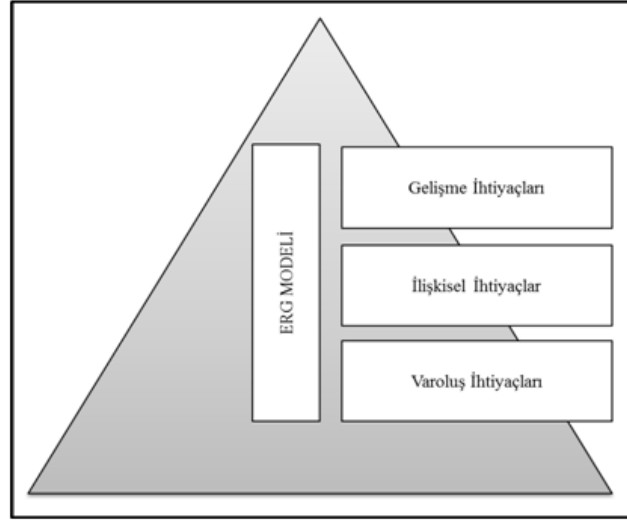 ERG MODELİ
Gelişme İhtiyaçları
İlişkisel İhtiyaçlar
Varoluş İhtiyaçları